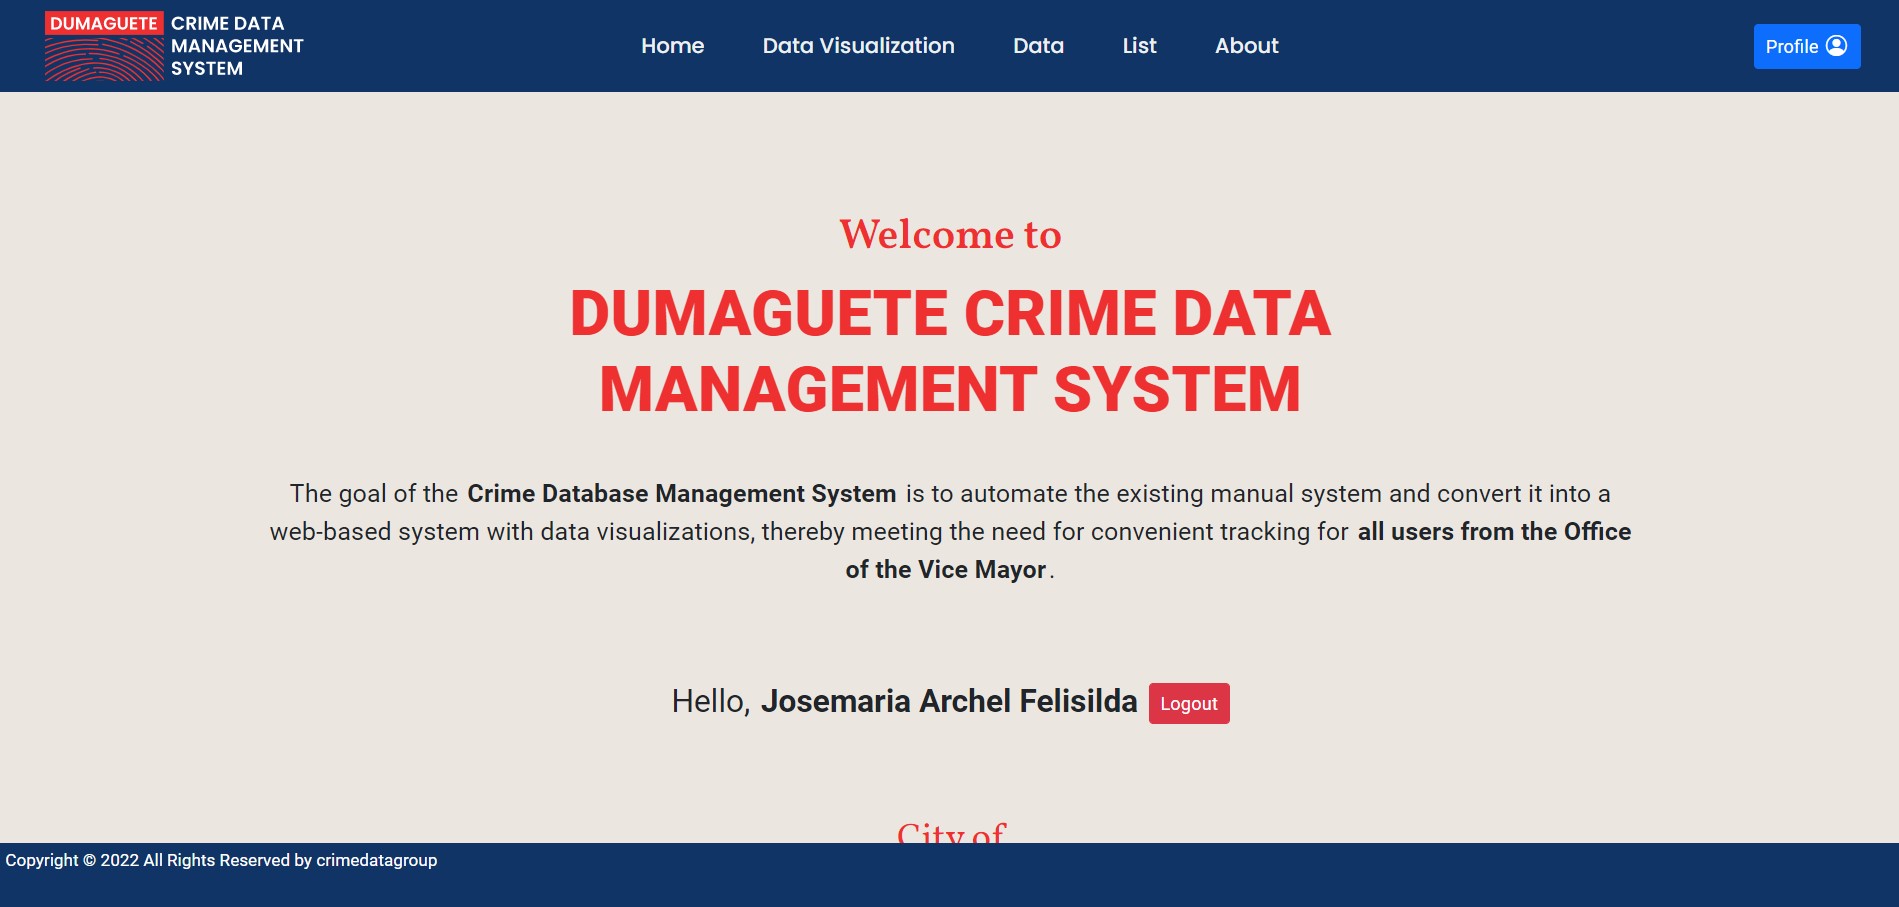 DUMAGUETE CRIME DATA
MANAGEMENT
SYSTEM
Home Data Visualization Data List About
Profile
Welcome to
DUMAGUETE CRIME DATA
MANAGEMENT SYSTEM
The goal of the Crime Database Management System is to automate the existing manual system and convert it into a
web-based system with data visualizations, thereby meeting the need for convenient tracking for all users from the Office
of the Vice Mayor.
Hello, Josemaria Archel Felisilda Logout
City of
Copyright © 2022 All Rights Reserved by crimedatagroup